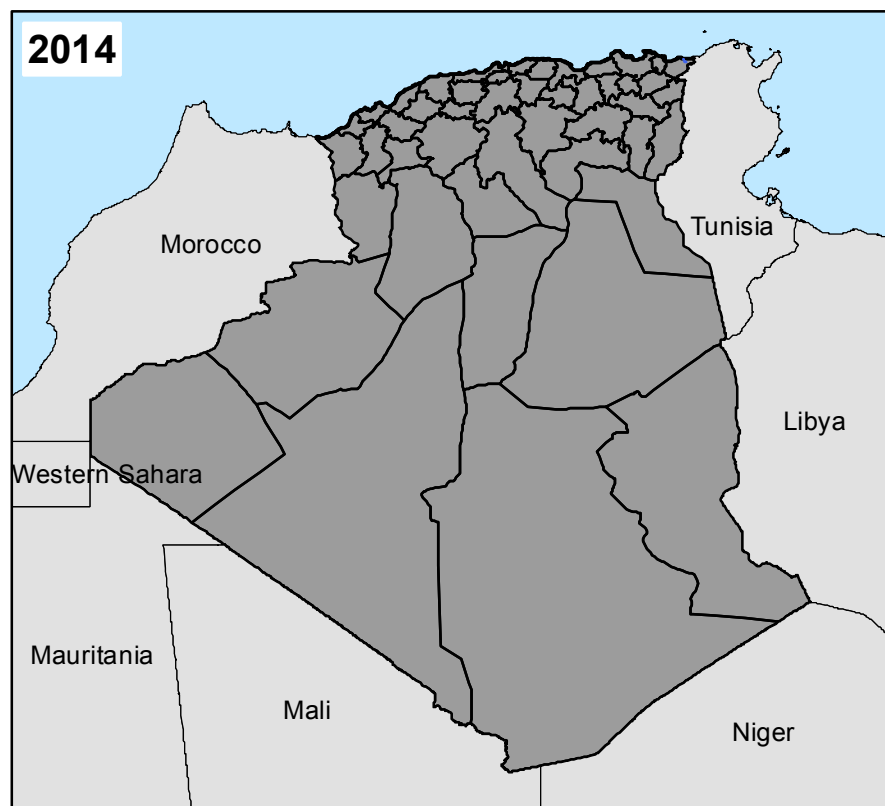 2014
Tunisia
Morocco
Libya
Western Sahara
Mauritania
Mali
Niger